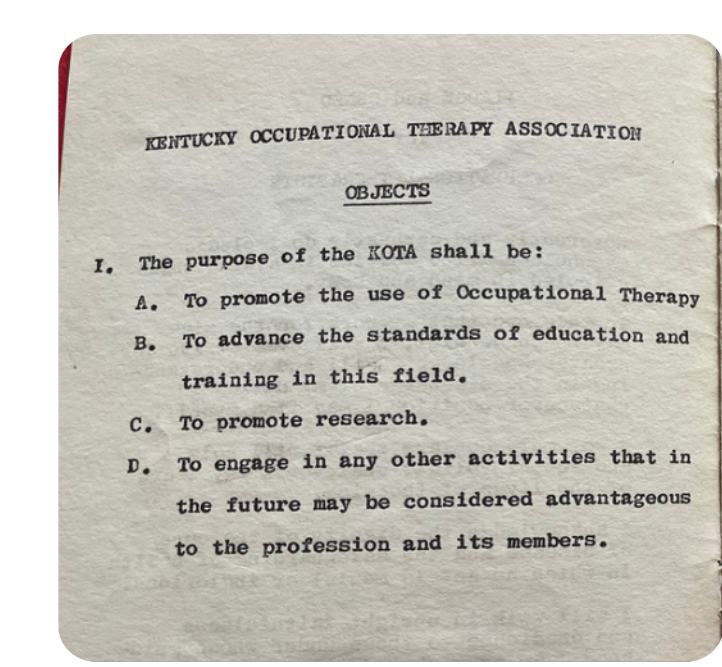 KENTUCKY OCCUPATIONAL THERAPY ASSOCIATION
OBJECTS
I. The purpose of the KOTA shall be:
A. To promote the use of Occupational Therapy
B. To advance the standards of education and
training in this field.
C. To promote research.
D. To engage in any other activities that in
the future may be considered advantageous
to the profession and its members.